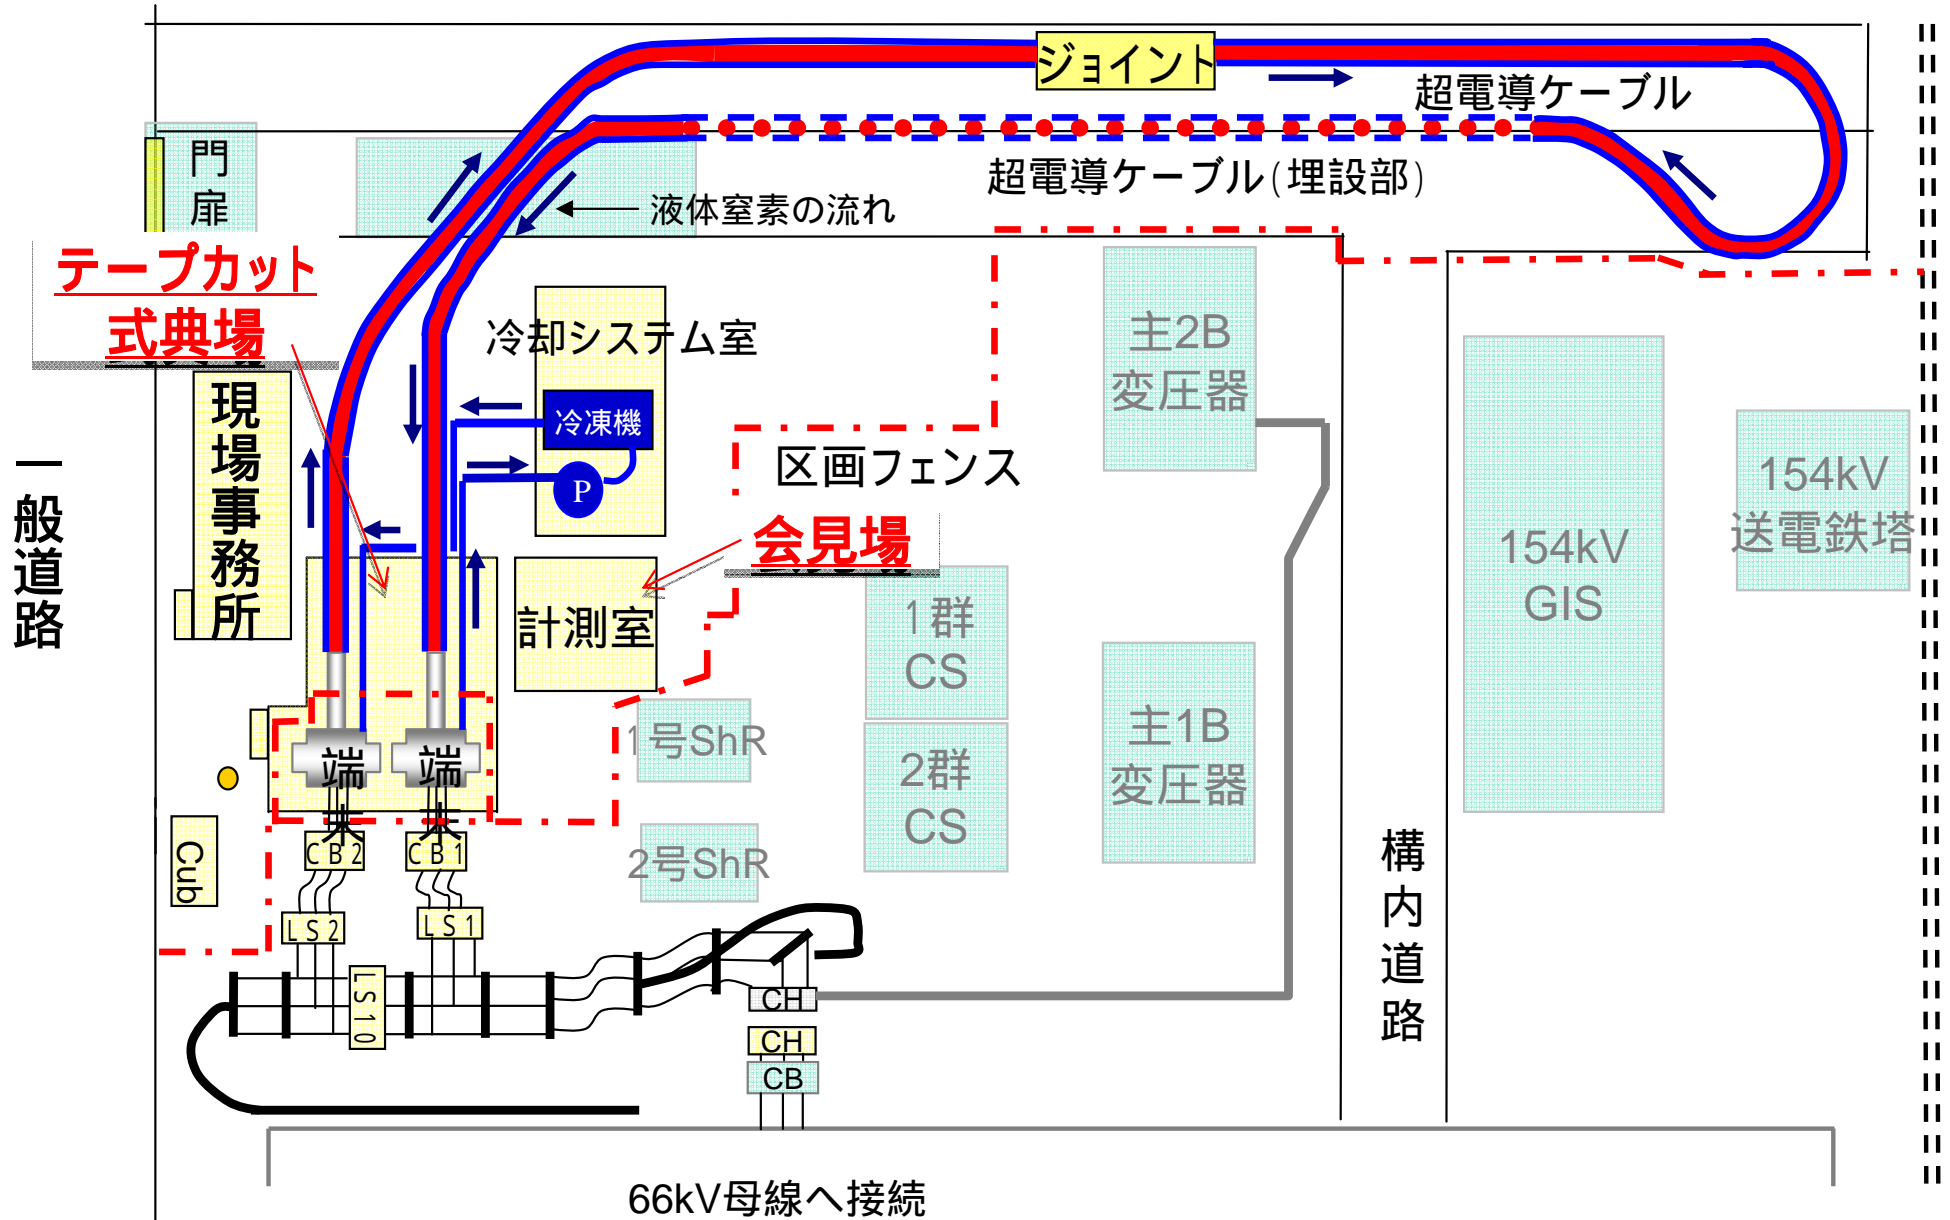 ジョイント
超電導ケーブル
門
扉
超電導ケーブル(埋設部)
液体窒素の流れ
テープカット
式典場
冷却システム室
主2B
変圧器
現場事務所
冷凍機
P
区画フェンス
154kV
送電鉄塔
一般道路
会見場
154kV
GIS
計測室
1群
CS
1号ShR
主1B
変圧器
端末
端末
2群
CS
CB2
CB1
Cub
2号ShR
構内道路
LS2
LS1
LS10
CH
CH
CB
66kV母線へ接続